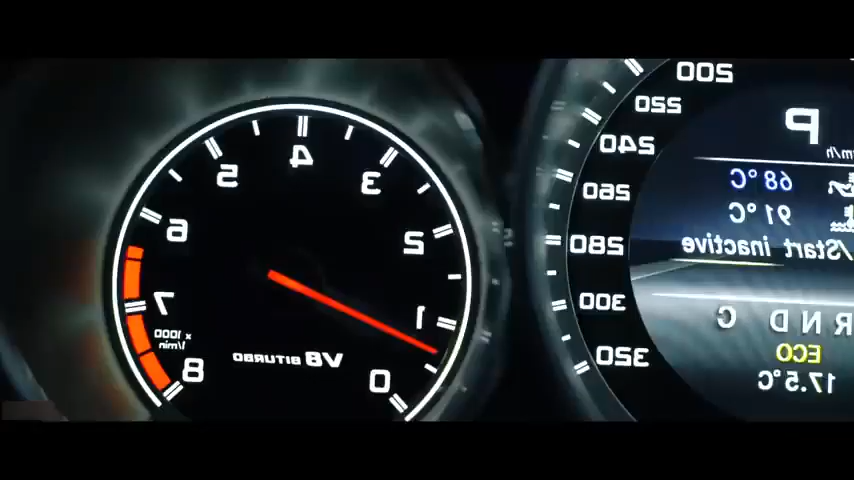 0
1
2
3
4
5
6
7
8
x 1000
1/min
V8 BITURBO
200
220
240
260
280
300
320
P
km/h
68°C
91°C
/Start inactive
R N D C
ECO
17.5°C